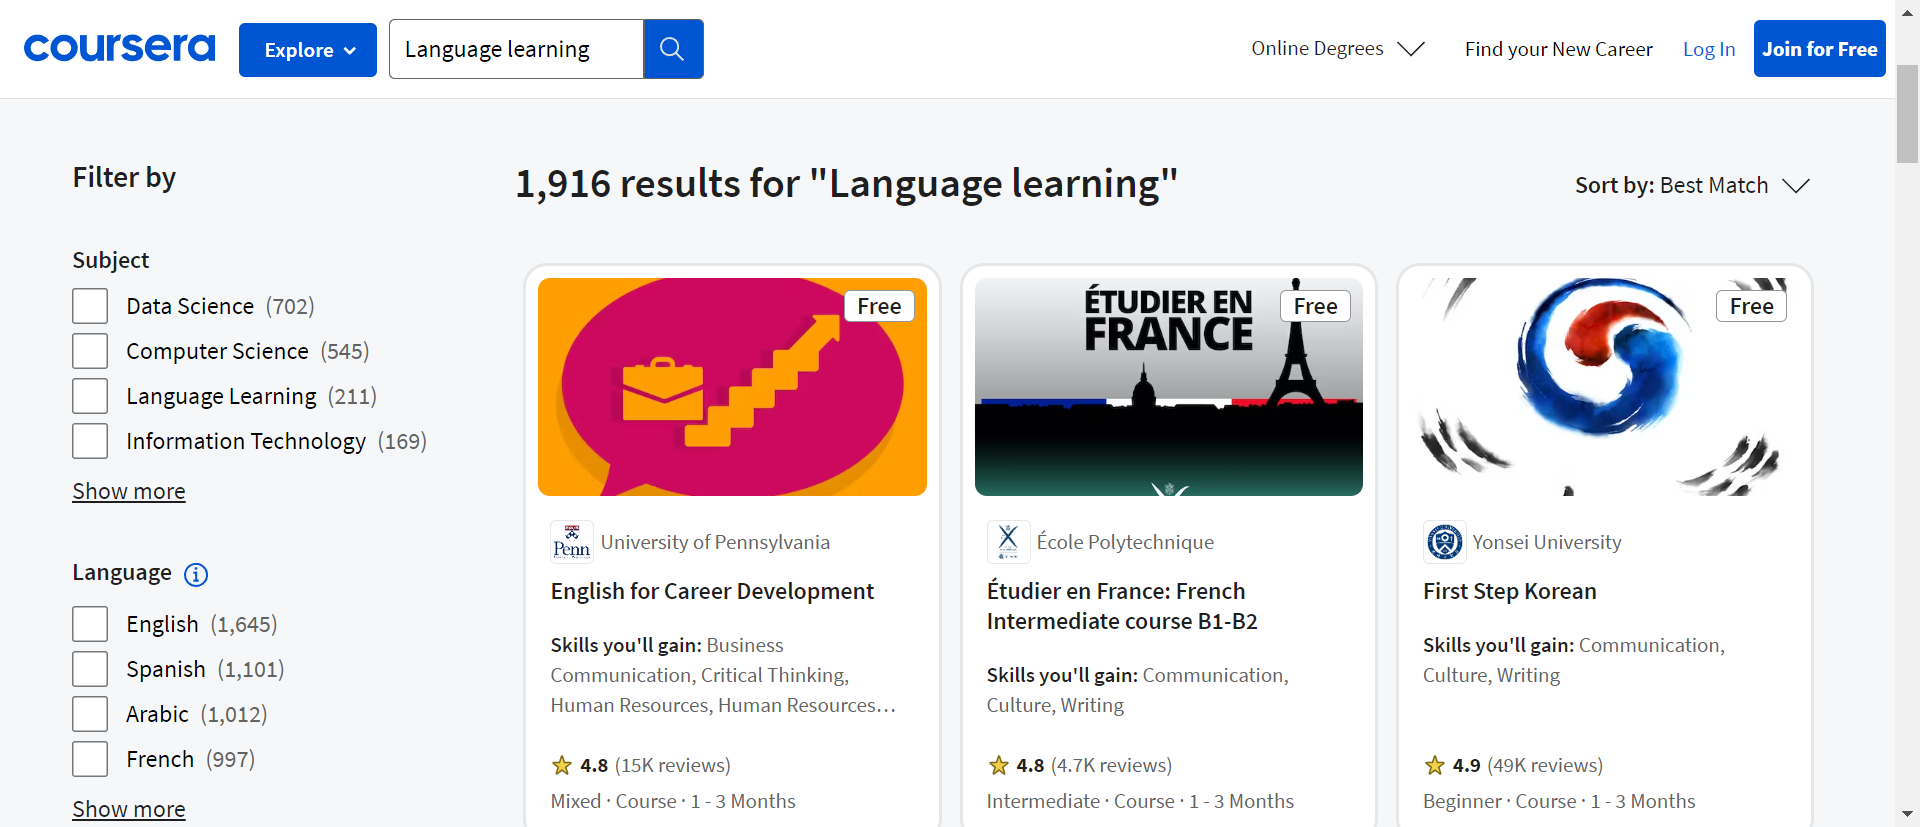 coursera
Explore
Language learning
Online Degrees
Find your New Career
Log In
Join for Free
Filter by
1,916 results for "Language learning"
Sort by: Best Match
Subject
Data Science (702)
Computer Science (545)
Language Learning (211)
Information Technology (169)
Show more
Language
English (1,645)
Spanish (1,101)
Arabic (1,012)
French (997)
Show more
Free
Penn
University of Pennsylvania
English for Career Development
Skills you'll gain: Business
Communication, Critical Thinking,
Human Resources, Human Resources…
4.8 (15K reviews)
Mixed · Course · 1 - 3 Months
ÉTUDIER EN
FRANCE
Free
École Polytechnique
Étudier en France: French
Intermediate course B1-B2
Skills you'll gain: Communication,
Culture, Writing
4.8 (4.7K reviews)
Intermediate · Course · 1 - 3 Months
Free
Yonsei University
First Step Korean
Skills you'll gain: Communication,
Culture, Writing
4.9 (49K reviews)
Beginner · Course · 1 - 3 Months